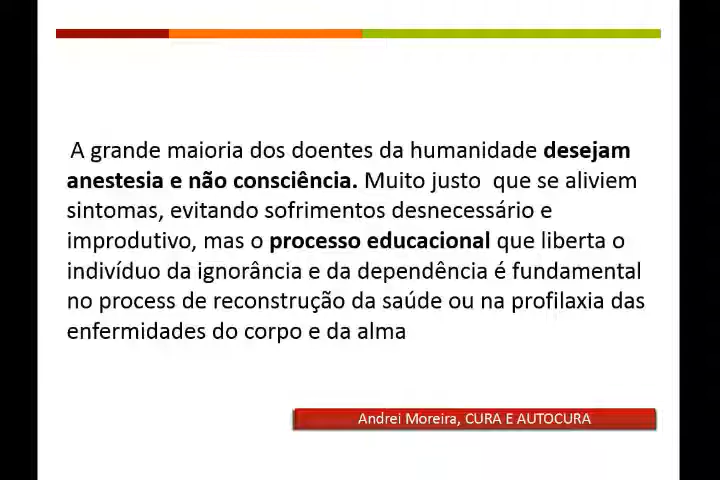 A grande maioria dos doentes da humanidade desejam
anestesia e não consciência. Muito justo que se aliviem
sintomas, evitando sofrimentos desnecessário e
improdutivo, mas o processo educacional que liberta o
indivíduo da ignorância e da dependência é fundamental
no process de reconstrução da saúde ou na profilaxia das
enfermidades do corpo e da alma
Andrei Moreira, CURA E AUTOCURA